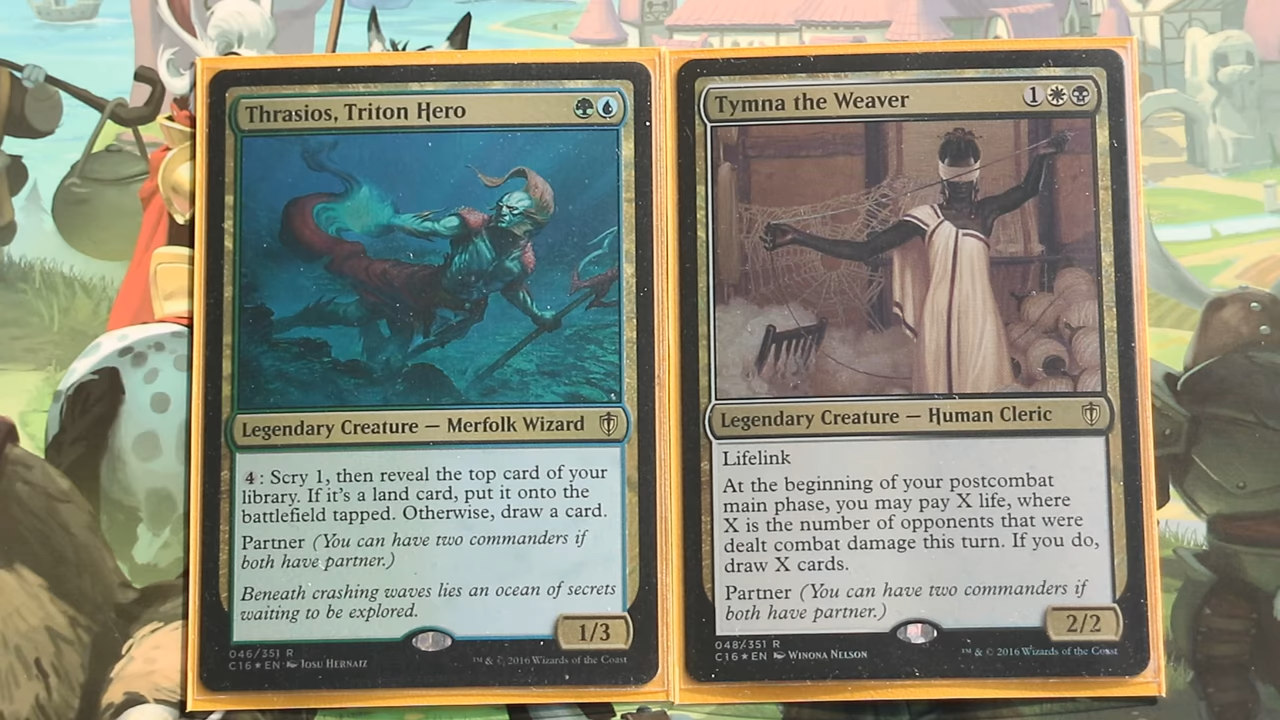 Thrasios, Triton Hero
Legendary Creature — Merfolk Wizard
4: Scry 1, then reveal the top card of your
library. If it's a land card, put it onto the
battlefield tapped. Otherwise, draw a card.
Partner (You can have two commanders if
both have partner.)
Beneath crashing waves lies an ocean of secrets
waiting to be explored.
1/3
046/351 R
C16★EN Josu Hernaiz
™ & © 2016 Wizards of the Coast
Tymna the Weaver 1
Legendary Creature — Human Cleric
Lifelink
At the beginning of your postcombat
main phase, you may pay X life, where
X is the number of opponents that were
dealt combat damage this turn. If you do,
draw X cards.
Partner (You can have two commanders if
both have partner.)
2/2
048/351 R
C16★EN Winona Nelson
™ & © 2016 Wizards of the Coast